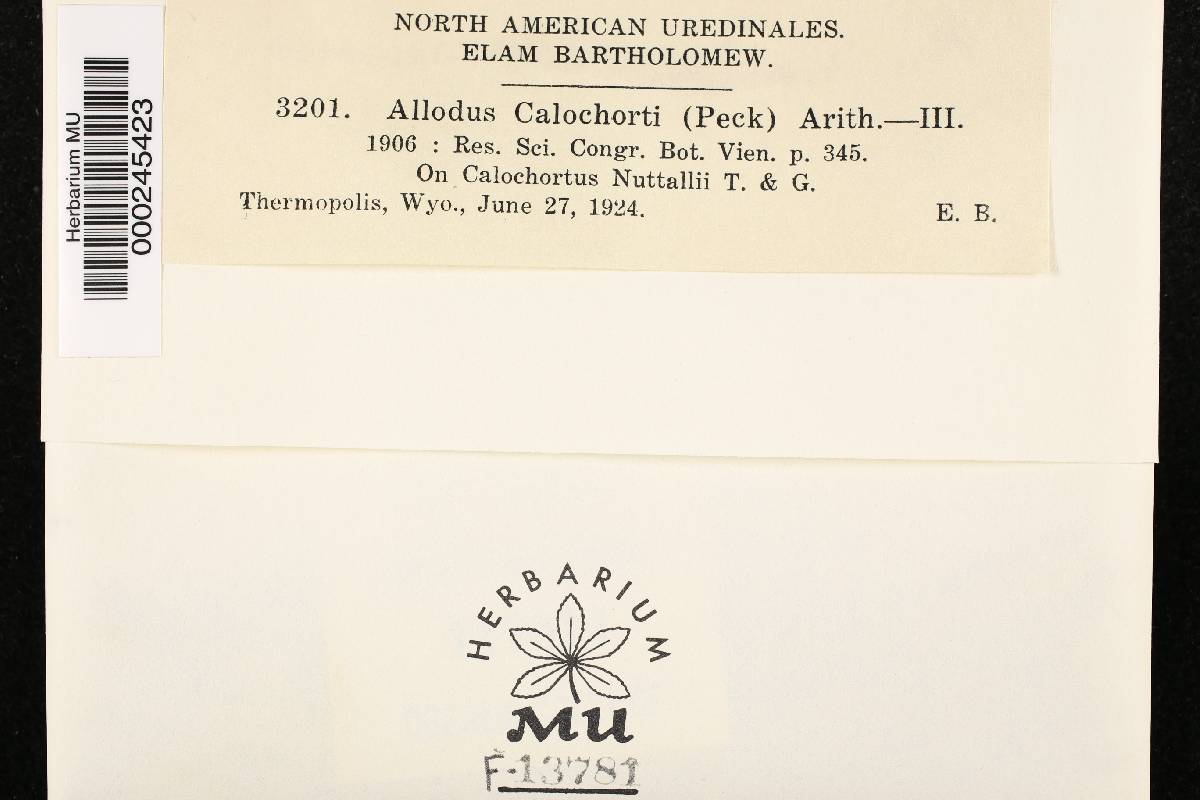 NORTH AMERICAN UREDINALES.
ELAM BARTHOLOMEW.
3201. Allodus Calochorti (Peck) Arith.—III.
1906 : Res. Sci. Congr. Bot. Vien. p. 345.
On Calochortus Nuttallii T. & G.
Thermopolis, Wyo., June 27, 1924.
E. B.
Herbarium MU
000245423
HERBARIUM
MU
F-13781